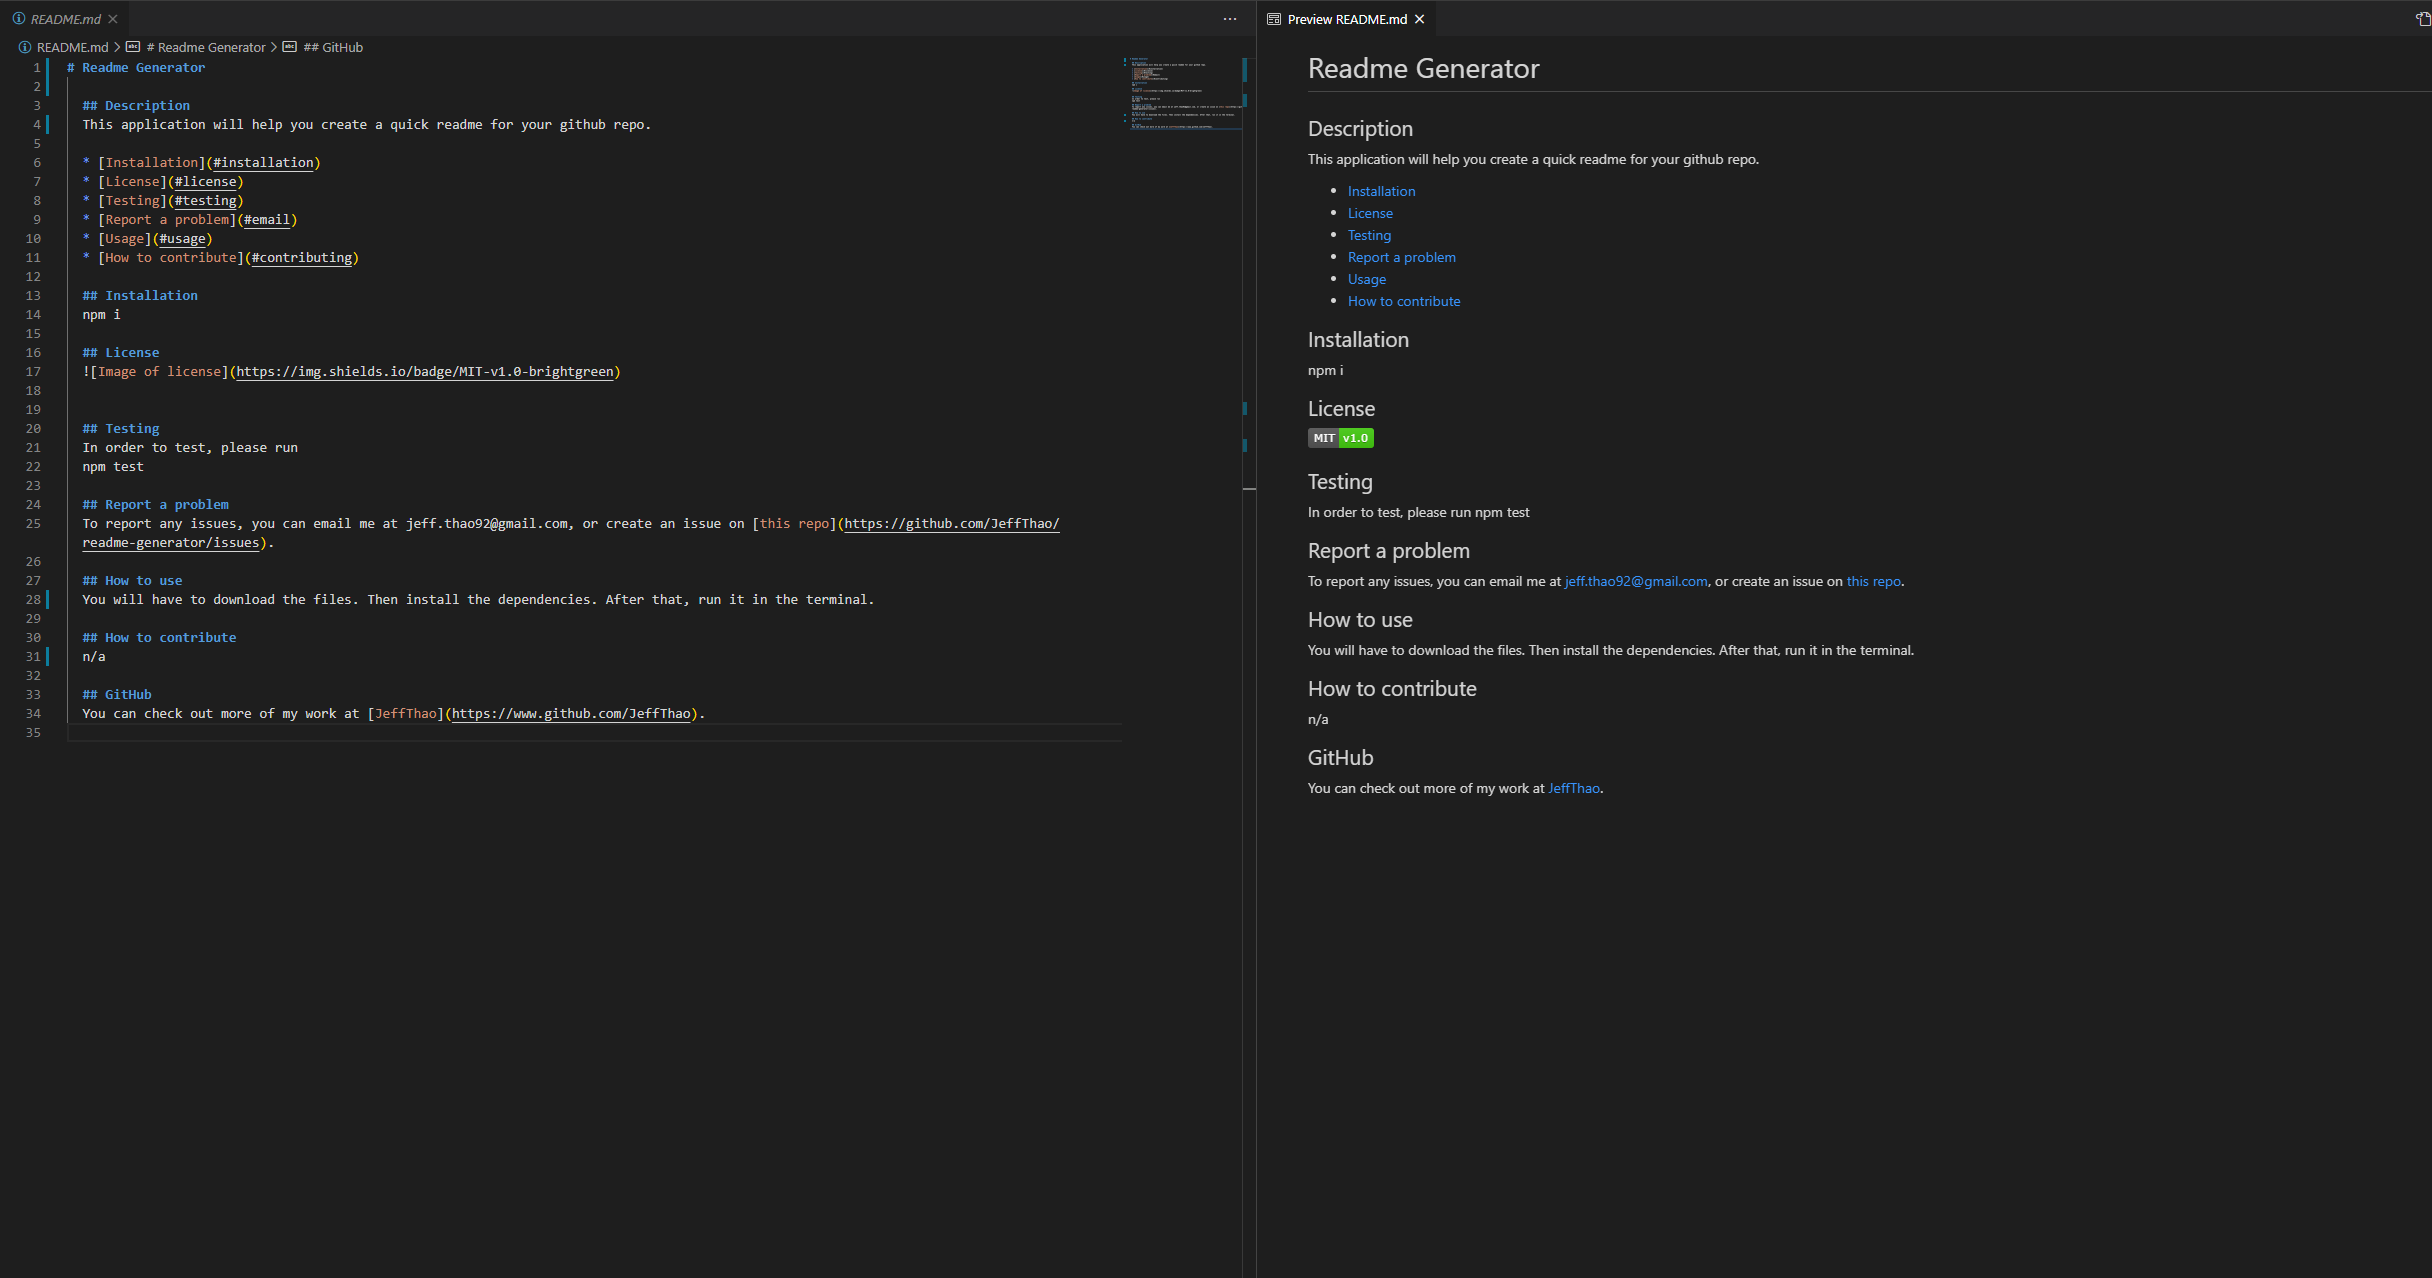 README.md
README.md > # Readme Generator > ## GitHub
1 # Readme Generator
2
3 ## Description
4 This application will help you create a quick readme for your github repo.
5
6 * [Installation](#installation)
7 * [License](#license)
8 * [Testing](#testing)
9 * [Report a problem](#email)
10 * [Usage](#usage)
11 * [How to contribute](#contributing)
12
13 ## Installation
14 npm i
15
16 ## License
17 ![Image of license](https://img.shields.io/badge/MIT-v1.0-brightgreen)
18
19
20 ## Testing
21 In order to test, please run
22 npm test
23
24 ## Report a problem
25 To report any issues, you can email me at jeff.thao92@gmail.com, or create an issue on [this repo](https://github.com/JeffThao/
readme-generator/issues).
26
27 ## How to use
28 You will have to download the files. Then install the dependencies. After that, run it in the terminal.
29
30 ## How to contribute
31 n/a
32
33 ## GitHub
34 You can check out more of my work at [JeffThao](https://www.github.com/JeffThao).
35
Preview README.md
Readme Generator
Description
This application will help you create a quick readme for your github repo.
• Installation
• License
• Testing
• Report a problem
• Usage
• How to contribute
Installation
npm i
License
MIT v1.0
Testing
In order to test, please run npm test
Report a problem
To report any issues, you can email me at jeff.thao92@gmail.com, or create an issue on this repo.
How to use
You will have to download the files. Then install the dependencies. After that, run it in the terminal.
How to contribute
n/a
GitHub
You can check out more of my work at JeffThao.